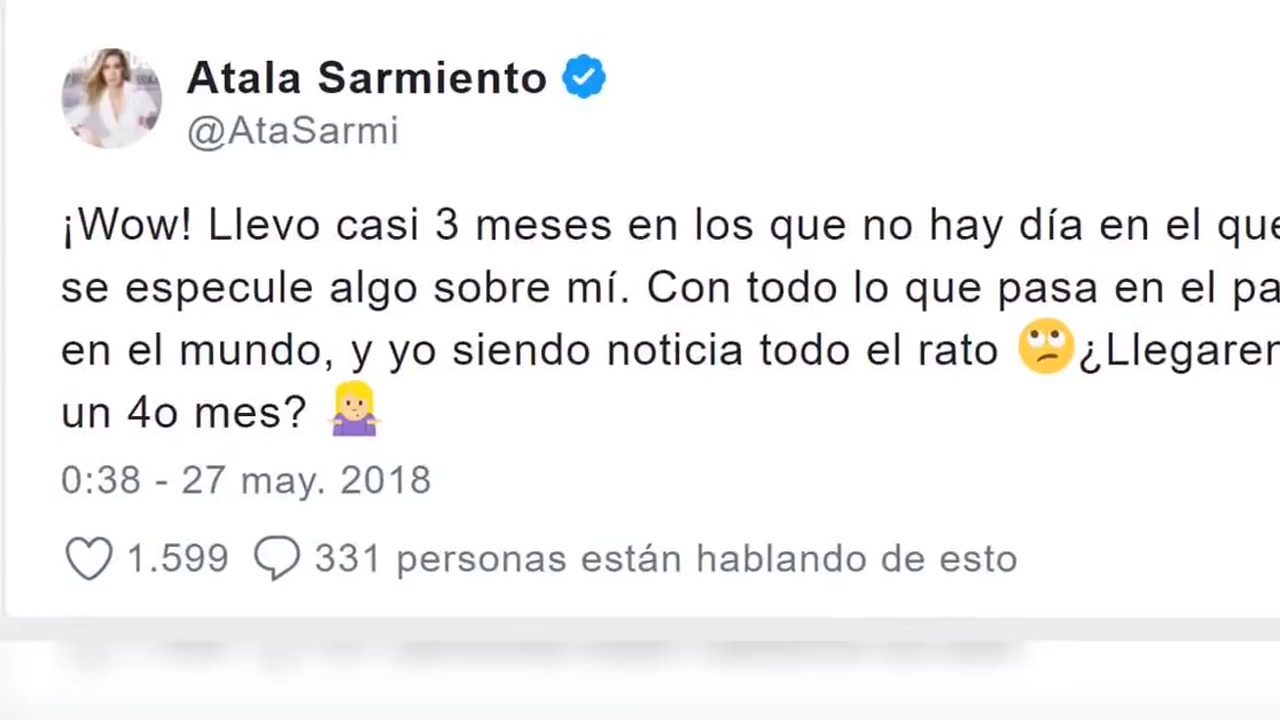 Atala Sarmiento
@AtaSarmi
¡Wow! Llevo casi 3 meses en los que no hay día en el que
se especule algo sobre mí. Con todo lo que pasa en el pa
en el mundo, y yo siendo noticia todo el rato 🙄¿Llegarem
un 4o mes? 🤷🏼‍♀️
0:38 - 27 may. 2018
1.599 331 personas están hablando de esto